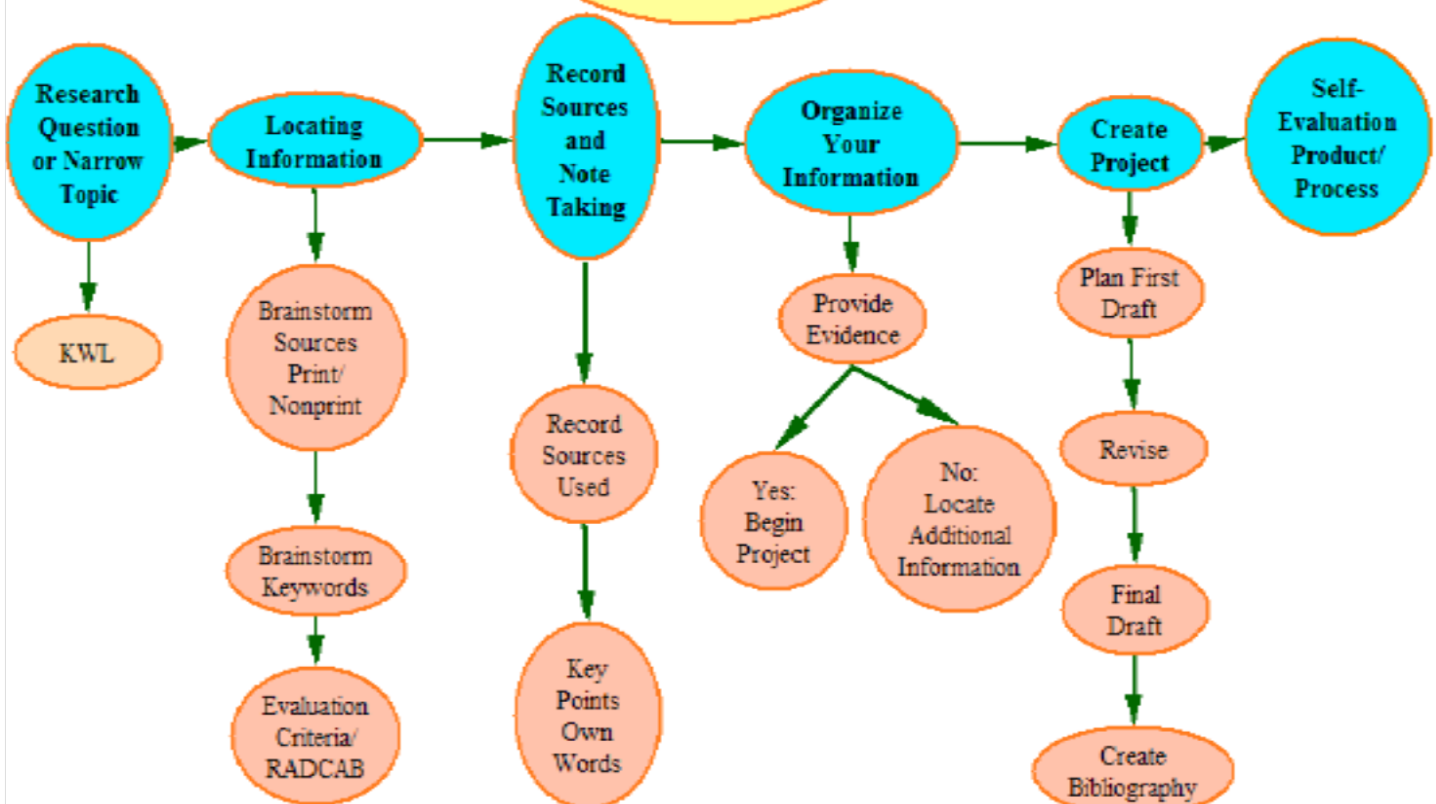 Research
Question
or Narrow
Topic
Locating
Information
Record
Sources
and
Note
Taking
Organize
Your
Information
Create
Project
Self-
Evaluation
Product/
Process
KWL
Brainstorm
Sources
Print/
Nonprint
Brainstorm
Keywords
Evaluation
Criteria/
RADCAB
Record
Sources
Used
Key
Points
Own
Words
Provide
Evidence
Yes:
Begin
Project
No:
Locate
Additional
Information
Plan First
Draft
Revise
Final
Draft
Create
Bibliography